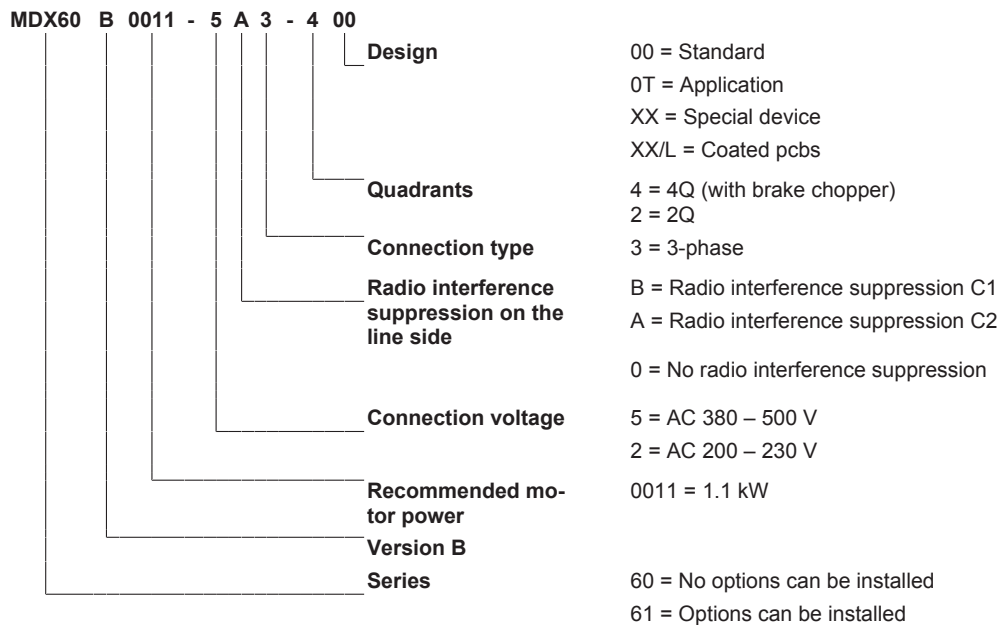 MDX60 B 0011 - 5 A 3 - 4 00
Design 00 = Standard
0T = Application
XX = Special device
XX/L = Coated pcbs
Quadrants 4 = 4Q (with brake chopper)
2 = 2Q
Connection type 3 = 3-phase
Radio interference B = Radio interference suppression C1
suppression on the A = Radio interference suppression C2
line side
0 = No radio interference suppression
Connection voltage 5 = AC 380 – 500 V
2 = AC 200 – 230 V
Recommended mo- 0011 = 1.1 kW
tor power
Version B
Series 60 = No options can be installed
61 = Options can be installed